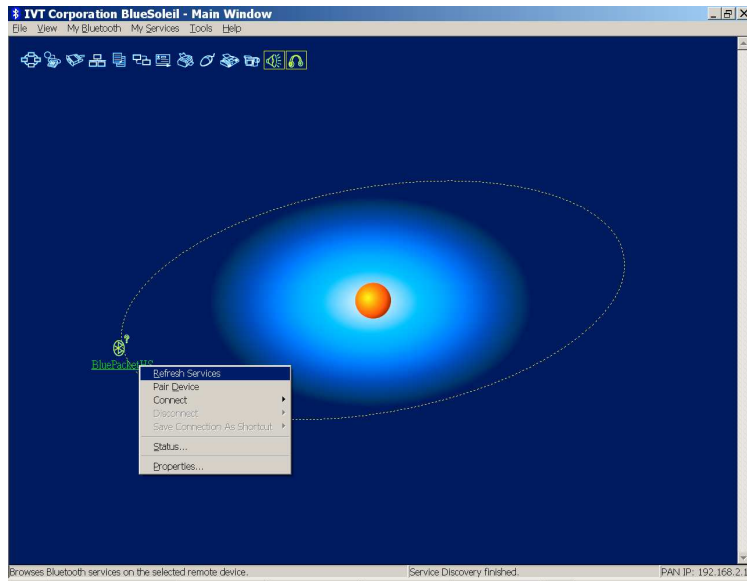 IVT Corporation BlueSoleil - Main Window
File View My Bluetooth My Services Tools Help
?
BluePacketHS
Refresh Services
Pair Device
Connect
Disconnect
Save Connection As Shortcut
Status...
Properties...
Browses Bluetooth services on the selected remote device.
Service Discovery finished.
PAN IP: 192.168.2.1